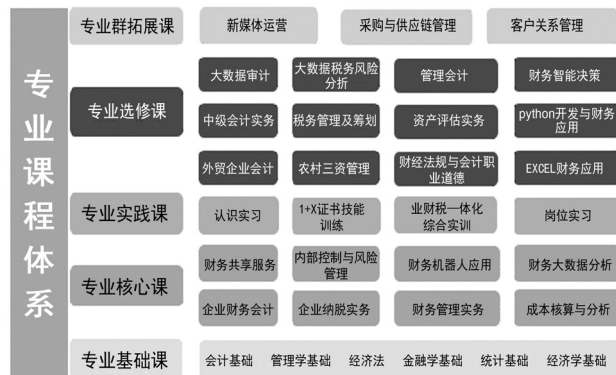 专业课程体系
专业群拓展课
新媒体运营
采购与供应链管理
客户关系管理
专业选修课
大数据审计
大数据税务风险
分折
管理会计
财务智能决策
中级会计实务
税务管理及筹划
资产评估实务
python开发与财务
应用
外贸企业会计
农村三资管理
财经法规与会计职
业道德
EXCEL财务应用
专业实践课
认识实习
1+X证书技能
训练
业财税一体化
综合实训
岗位实习
专业核心课
财务共享服务
内部控制与风险
管理
财务机器人应用
财务大数据分析
企业财务会计
企业纳脱实务
财务管理实务
成本核算与分析
专业基础课
会计基础 管理学基础 经济法 金融学基础 统计基础 经济学基础